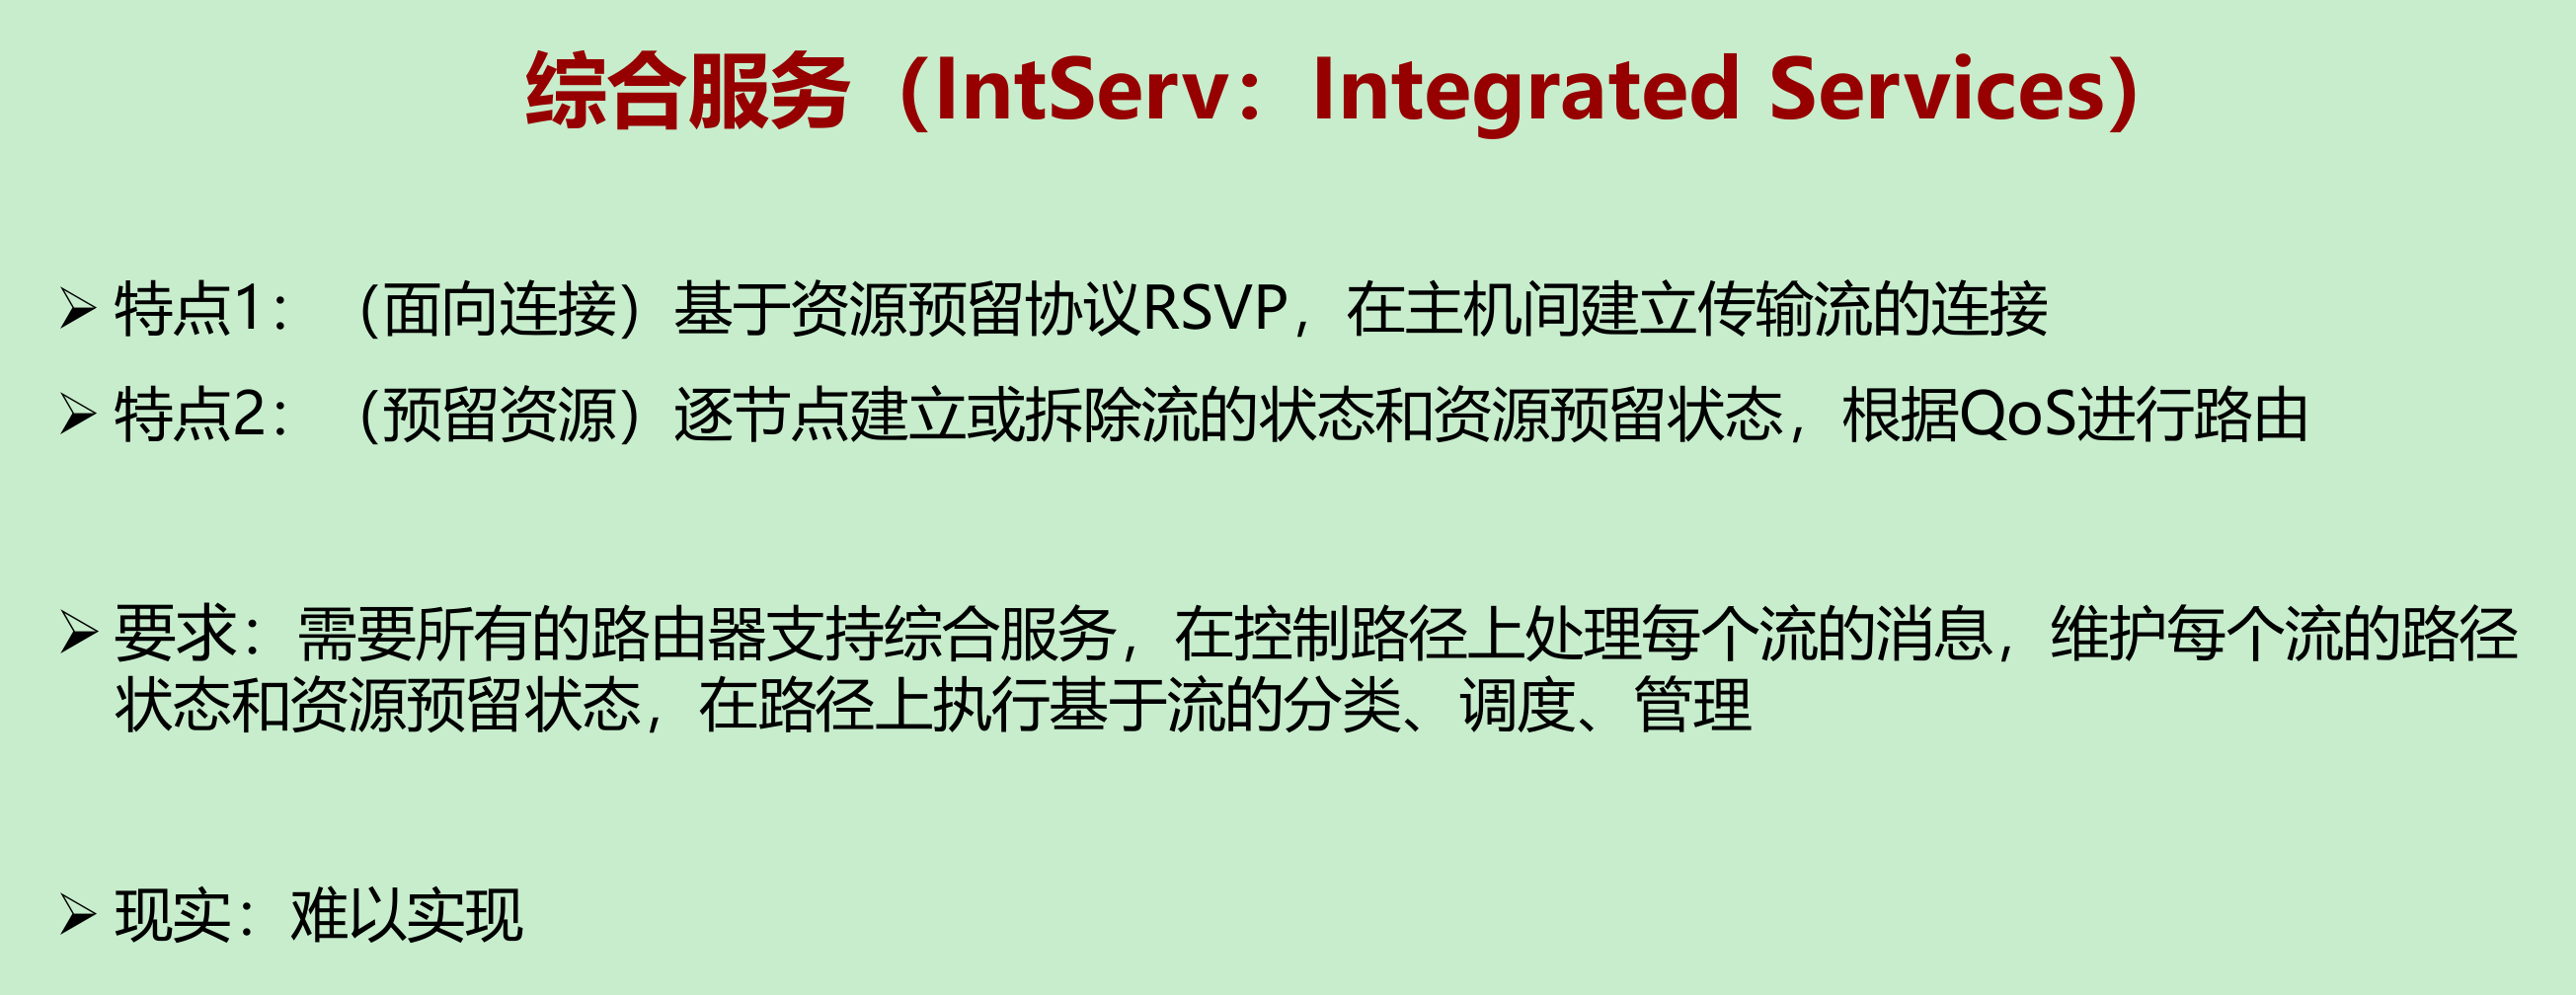 综合服务（IntServ：Integrated Services）
➢ 特点1：（面向连接）基于资源预留协议RSVP，在主机间建立传输流的连接
➢ 特点2：（预留资源）逐节点建立或拆除流的状态和资源预留状态，根据QoS进行路由
➢ 要求：需要所有的路由器支持综合服务，在控制路径上处理每个流的消息，维护每个流的路径
状态和资源预留状态，在路径上执行基于流的分类、调度、管理
➢ 现实：难以实现